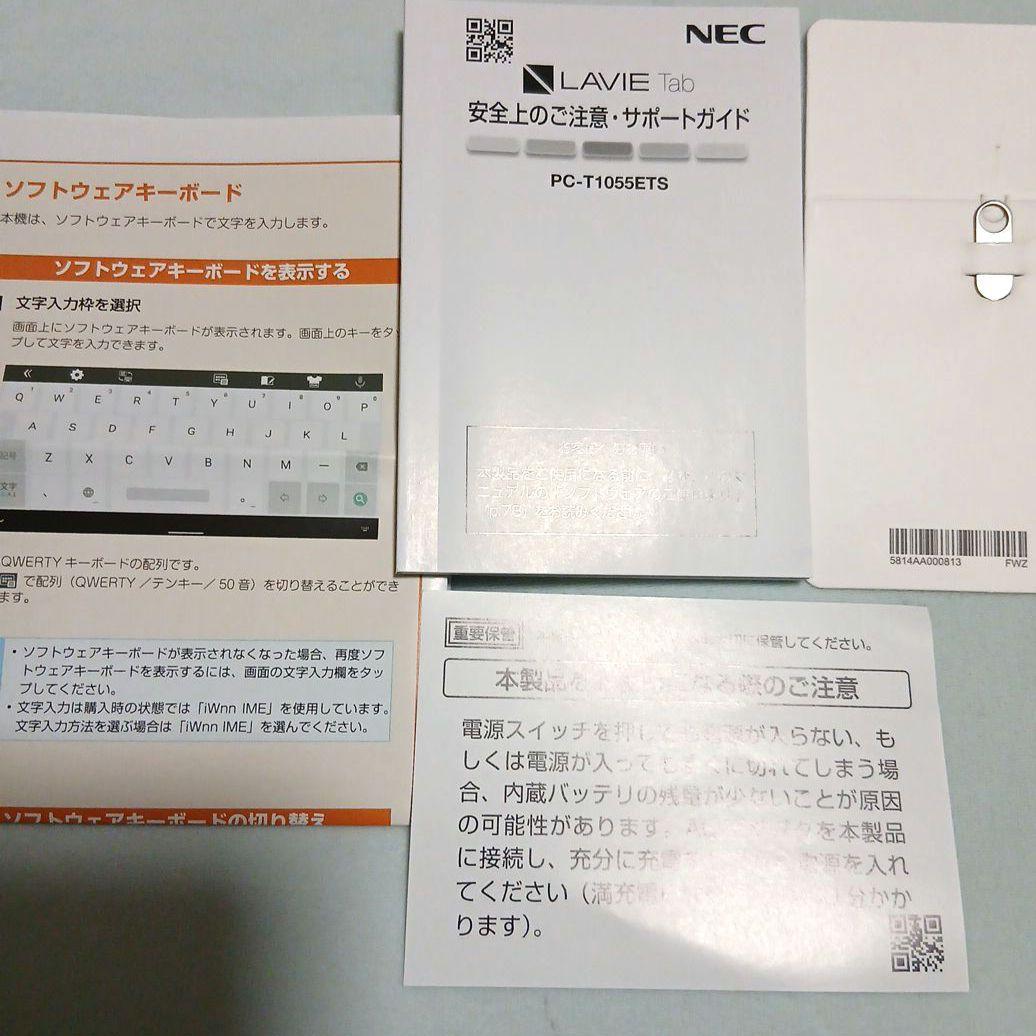 NEC
LAVIE Tab
安全上のご注意・サポートガイド
PC-T1055ETS
ソフトウェアキーボード
本機は、ソフトウェアキーボードで文字を入力します。
ソフトウェアキーボードを表示する
文字入力枠を選択
画面上にソフトウェアキーボードが表示されます。画面上のキーをタッ
プして文字を入力できます。
Q W E R T Y U I O P
A S D F G H J K L
記号 Z X C V B N M ー
文字 、 。
QWERTY キーボードの配列です。
で配列（QWERTY／テンキー／50音）を切り替えることができ
ます。
・ソフトウェアキーボードが表示されなくなった場合、再度ソフ
トウェアキーボードを表示するには、画面の文字入力欄をタッ
プしてください。
・文字入力は購入時の状態では「iWnn IME」を使用しています。
文字入力方法を選ぶ場合は「iWnn IME」を選んでください。
ソフトウェアキーボードの切り替え
5814AA000813 FWZ
重要保管 保管してください。
本製品を なる際のご注意
電源スイッチを押しても電源が入らない、も
しくは電源が入ってもすぐに切れてしまう場
合、内蔵バッテリの残量が少ないことが原因
の可能性があります。 を本製品
に接続し、充分に充電 電源を入れ
てください（満充電 分かか
ります）。